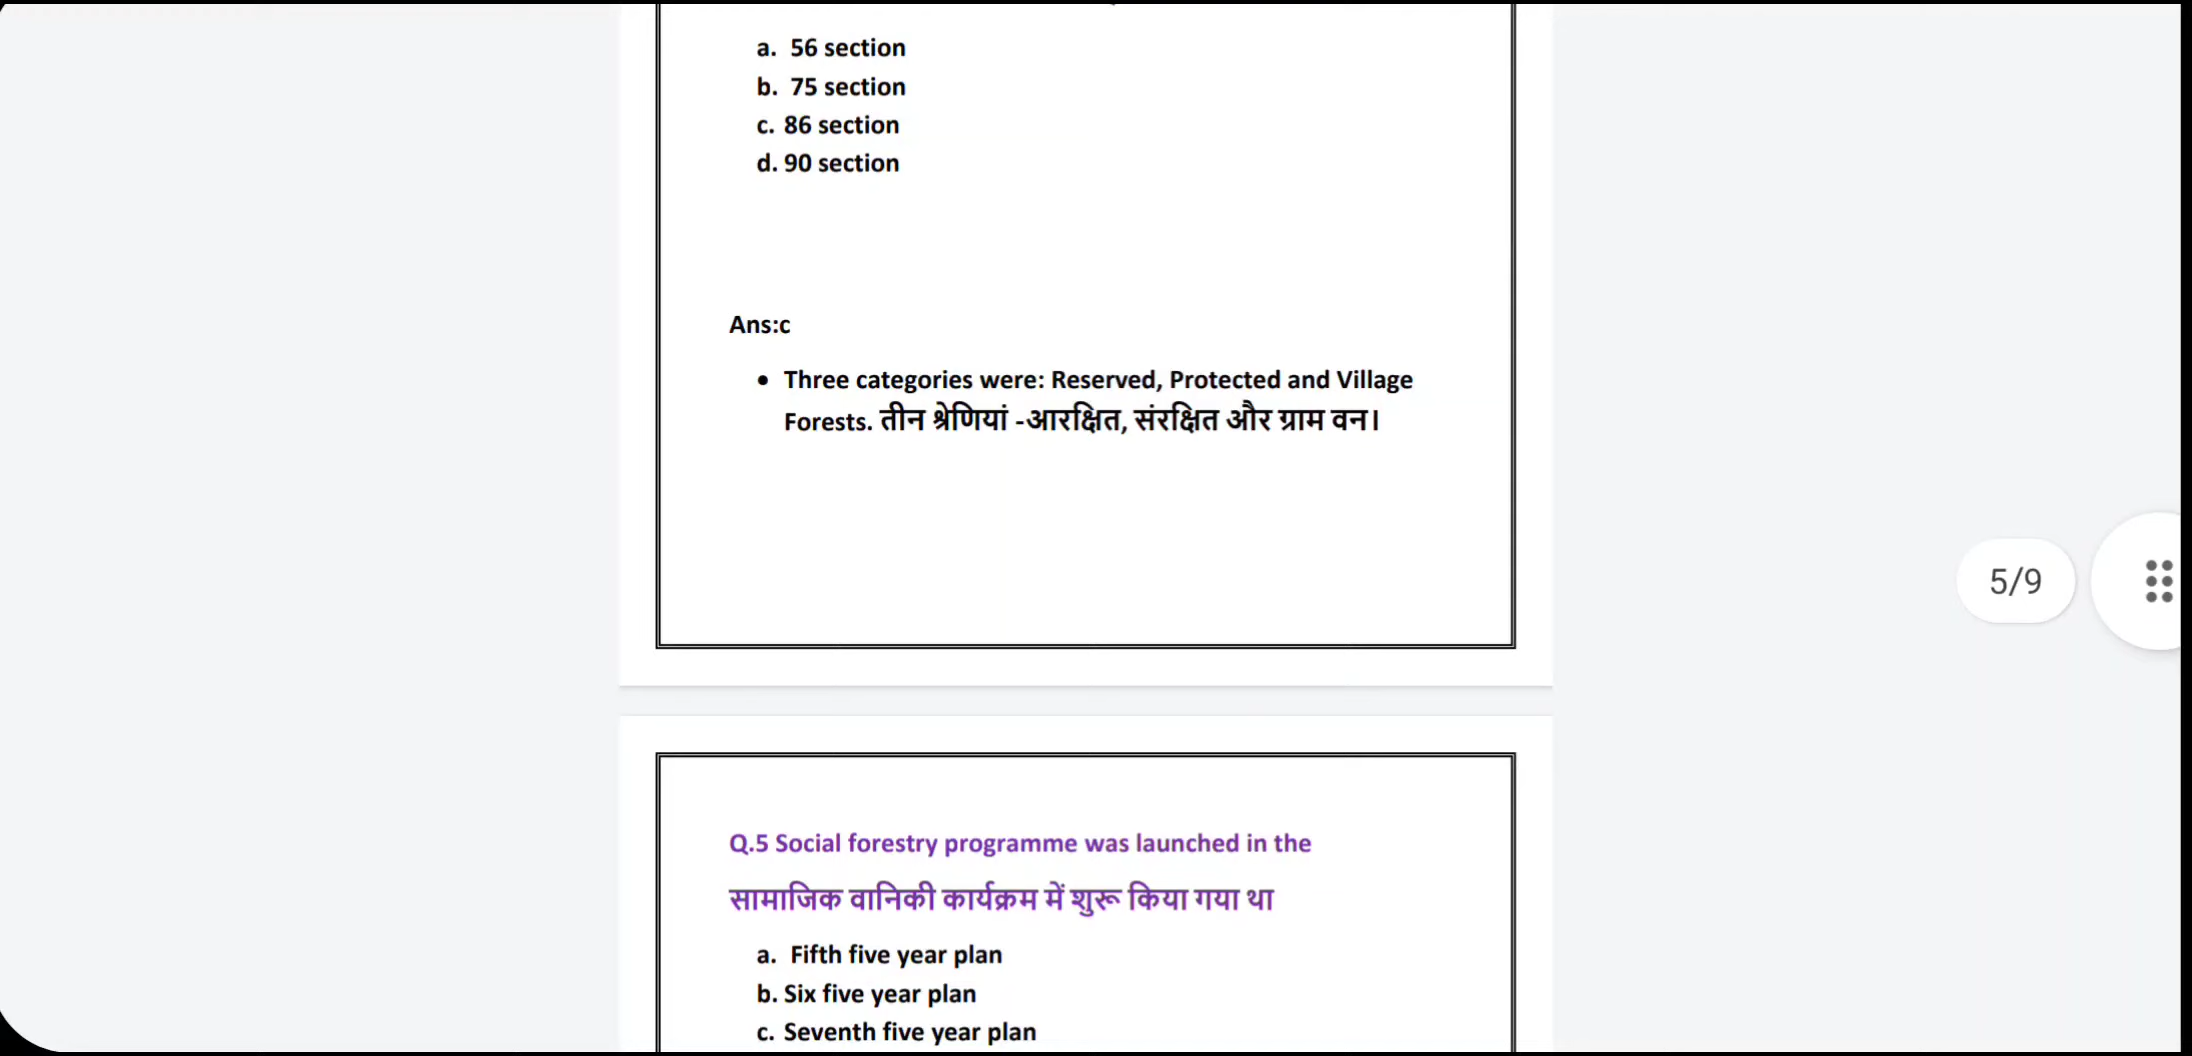 a. 56 section
b. 75 section
c. 86 section
d. 90 section
Ans:c
• Three categories were: Reserved, Protected and Village
Forests. तीन श्रेणियां -आरक्षित, संरक्षित और ग्राम वन।
5/9
Q.5 Social forestry programme was launched in the
सामाजिक वानिकी कार्यक्रम में शुरू किया गया था
a. Fifth five year plan
b. Six five year plan
c. Seventh five year plan